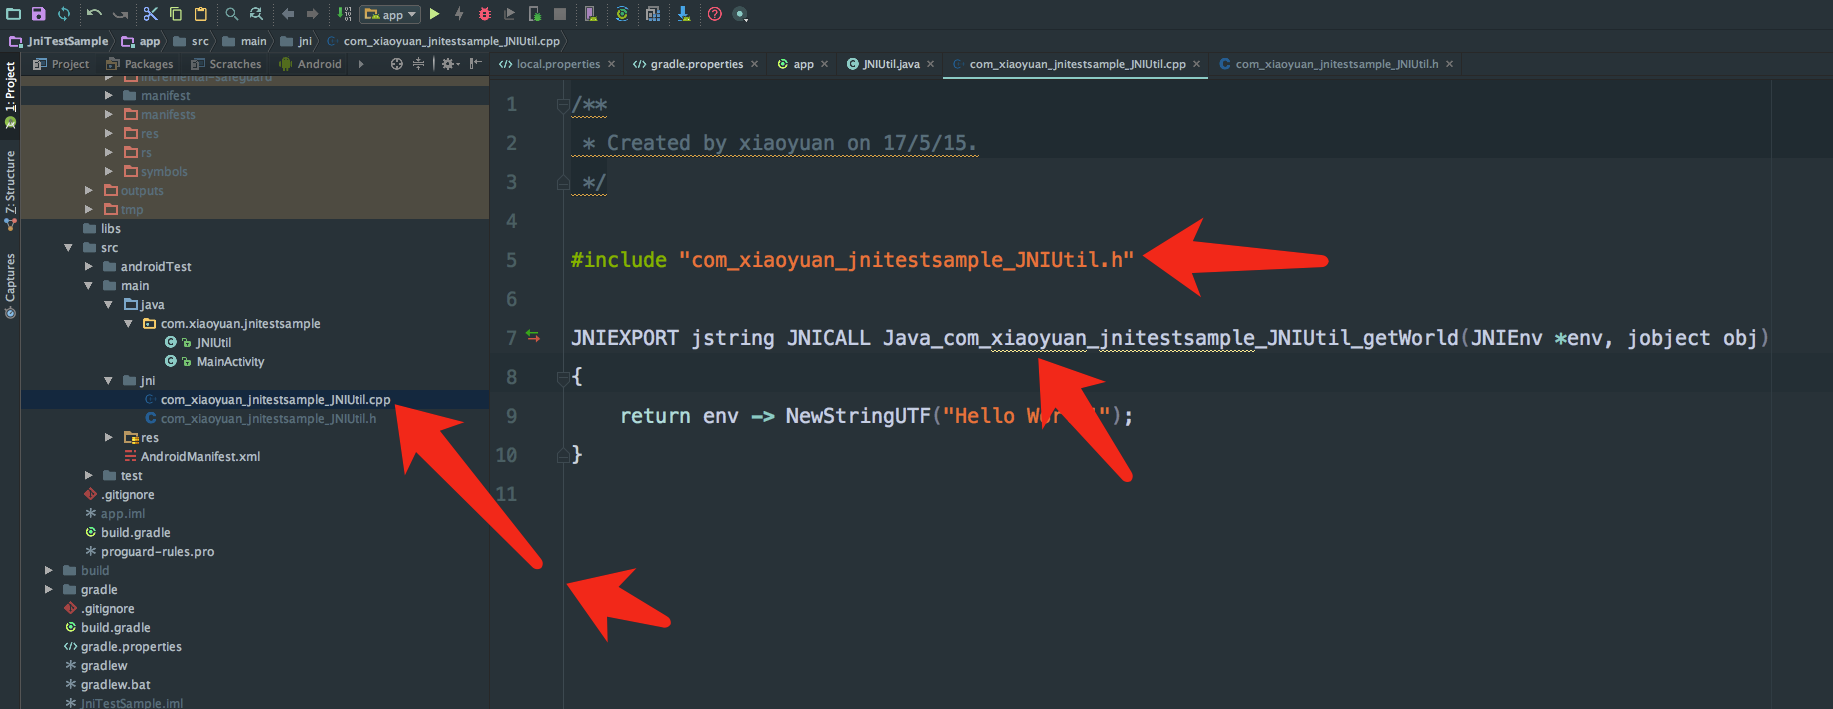 app
JniTestSample app src main jni com_xiaoyuan_jnitestsample_JNIUtil.cpp
Project Packages Scratches Android
local.properties gradle.properties app JNIUtil.java com_xiaoyuan_jnitestsample_JNIUtil.cpp com_xiaoyuan_jnitestsample_JNIUtil.h
1: Project
Z: Structure
Captures
incremental-safeguard
manifest
manifests
res
rs
symbols
outputs
tmp
libs
src
androidTest
main
java
com.xiaoyuan.jnitestsample
JNIUtil
MainActivity
jni
com_xiaoyuan_jnitestsample_JNIUtil.cpp
com_xiaoyuan_jnitestsample_JNIUtil.h
res
AndroidManifest.xml
test
.gitignore
app.iml
build.gradle
proguard-rules.pro
build
gradle
.gitignore
build.gradle
gradle.properties
gradlew
gradlew.bat
JniTestSample.iml
1 /**
2 * Created by xiaoyuan on 17/5/15.
3 */
4
5 #include "com_xiaoyuan_jnitestsample_JNIUtil.h"
6
7 JNIEXPORT jstring JNICALL Java_com_xiaoyuan_jnitestsample_JNIUtil_getWorld(JNIEnv *env, jobject obj)
8 {
9 return env -> NewStringUTF("Hello Wor ");
10 }
11